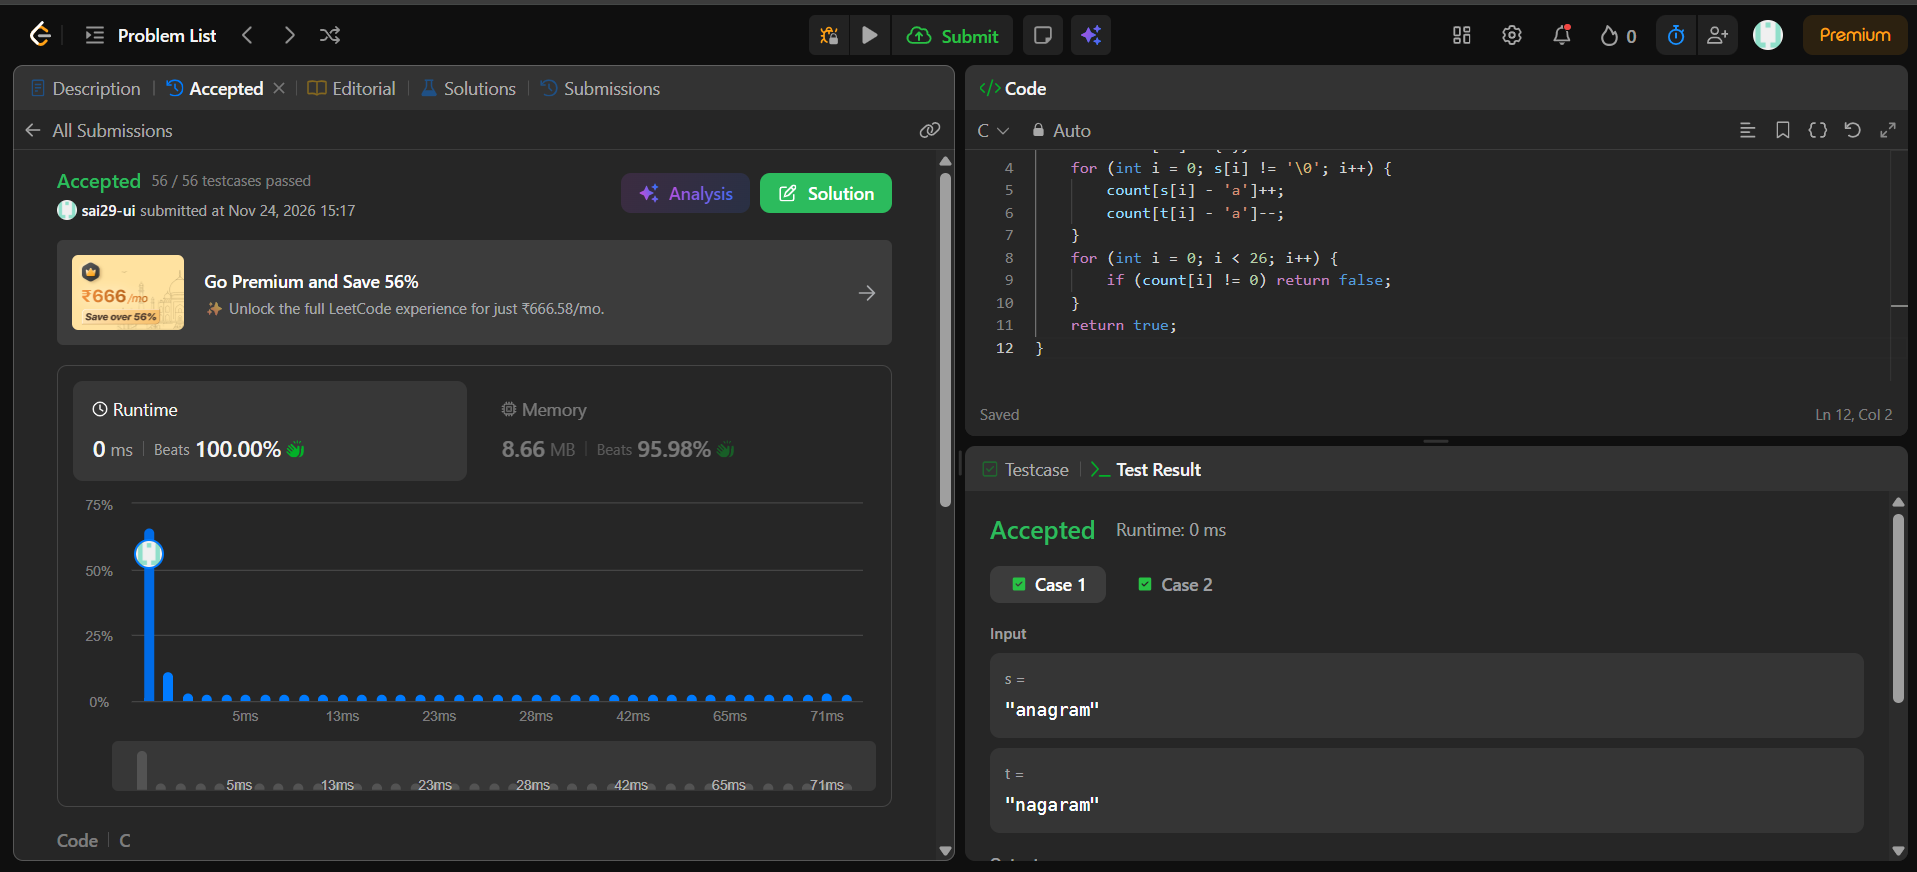 Problem List
Submit
0
Premium
Description
Accepted
Editorial
Solutions
Submissions
All Submissions
Accepted 56 / 56 testcases passed
sai29-ui submitted at Nov 24, 2026 15:17
Analysis
Solution
₹666/mo
Save over 56%
Go Premium and Save 56%
✨ Unlock the full LeetCode experience for just ₹666.58/mo.
Runtime
0 ms Beats 100.00%
Memory
8.66 MB Beats 95.98%
75%
50%
25%
0%
5ms 13ms 23ms 28ms 42ms 65ms 71ms
5ms 13ms 23ms 28ms 42ms 65ms 71ms
Code C
</> Code
C Auto
4 for (int i = 0; s[i] != '\0'; i++) {
5 count[s[i] - 'a']++;
6 count[t[i] - 'a']--;
7 }
8 for (int i = 0; i < 26; i++) {
9 if (count[i] != 0) return false;
10 }
11 return true;
12 }
Saved
Ln 12, Col 2
Testcase
Test Result
Accepted Runtime: 0 ms
Case 1
Case 2
Input
s =
"anagram"
t =
"nagaram"